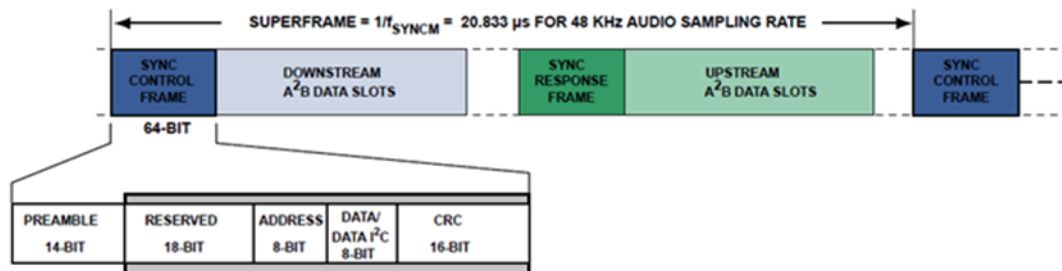 SUPERFRAME = 1/fSYNCM = 20.833 µs FOR 48 KHz AUDIO SAMPLING RATE
SYNC
CONTROL
FRAME
DOWNSTREAM
A²B DATA SLOTS
SYNC
RESPONSE
FRAME
UPSTREAM
A²B DATA SLOTS
SYNC
CONTROL
FRAME
64-BIT
PREAMBLE
14-BIT
RESERVED
18-BIT
ADDRESS
8-BIT
DATA/
DATA I²C
8-BIT
CRC
16-BIT